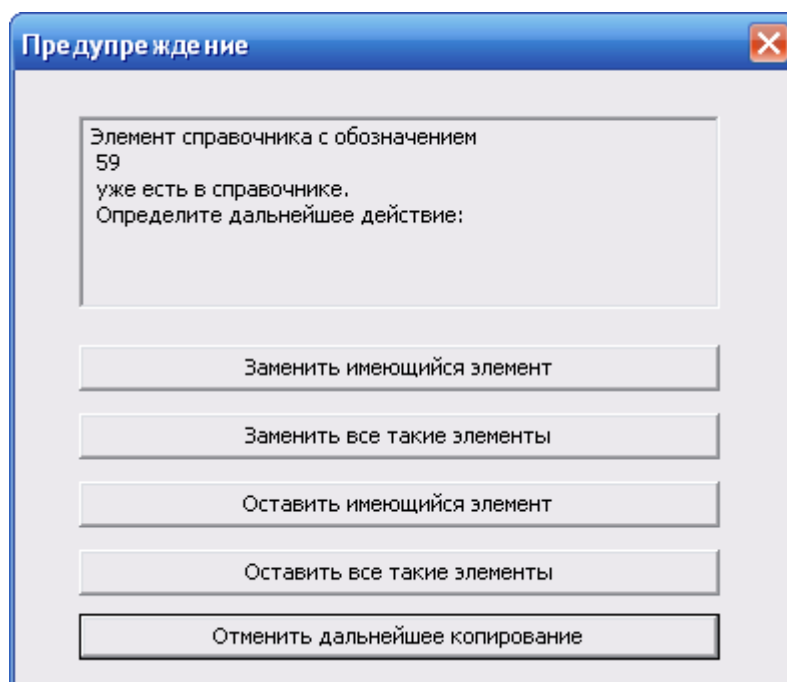 Предупреждение
Элемент справочника с обозначением
59
уже есть в справочнике.
Определите дальнейшее действие:
Заменить имеющийся элемент
Заменить все такие элементы
Оставить имеющийся элемент
Оставить все такие элементы
Отменить дальнейшее копирование